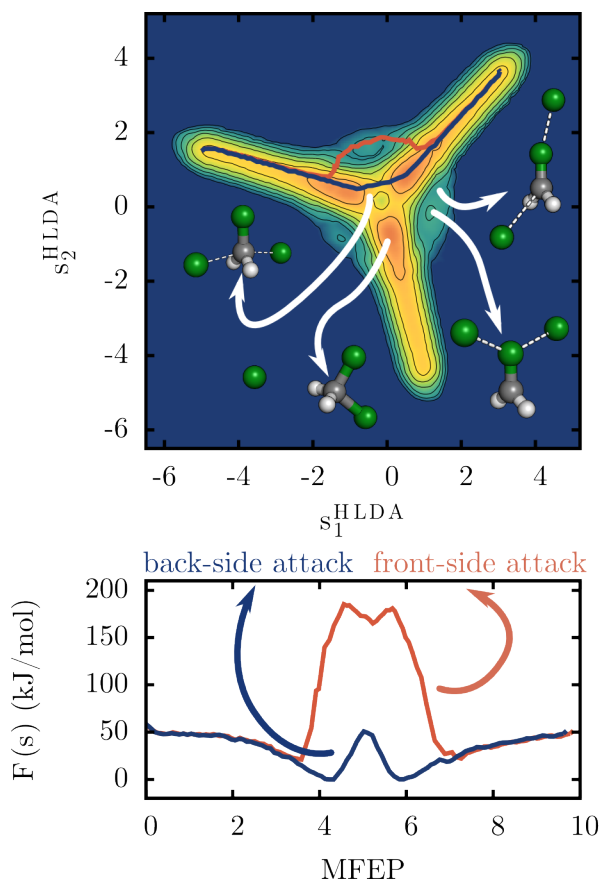 4
2
0
-2
-4
-6
s₂ᴴᴸᴰᴬ
-6 -4 -2 0 2 4
s₁ᴴᴸᴰᴬ
back-side attack front-side attack
200
150
100
50
0
F(s) (kJ/mol)
0 2 4 6 8 10
MFEP